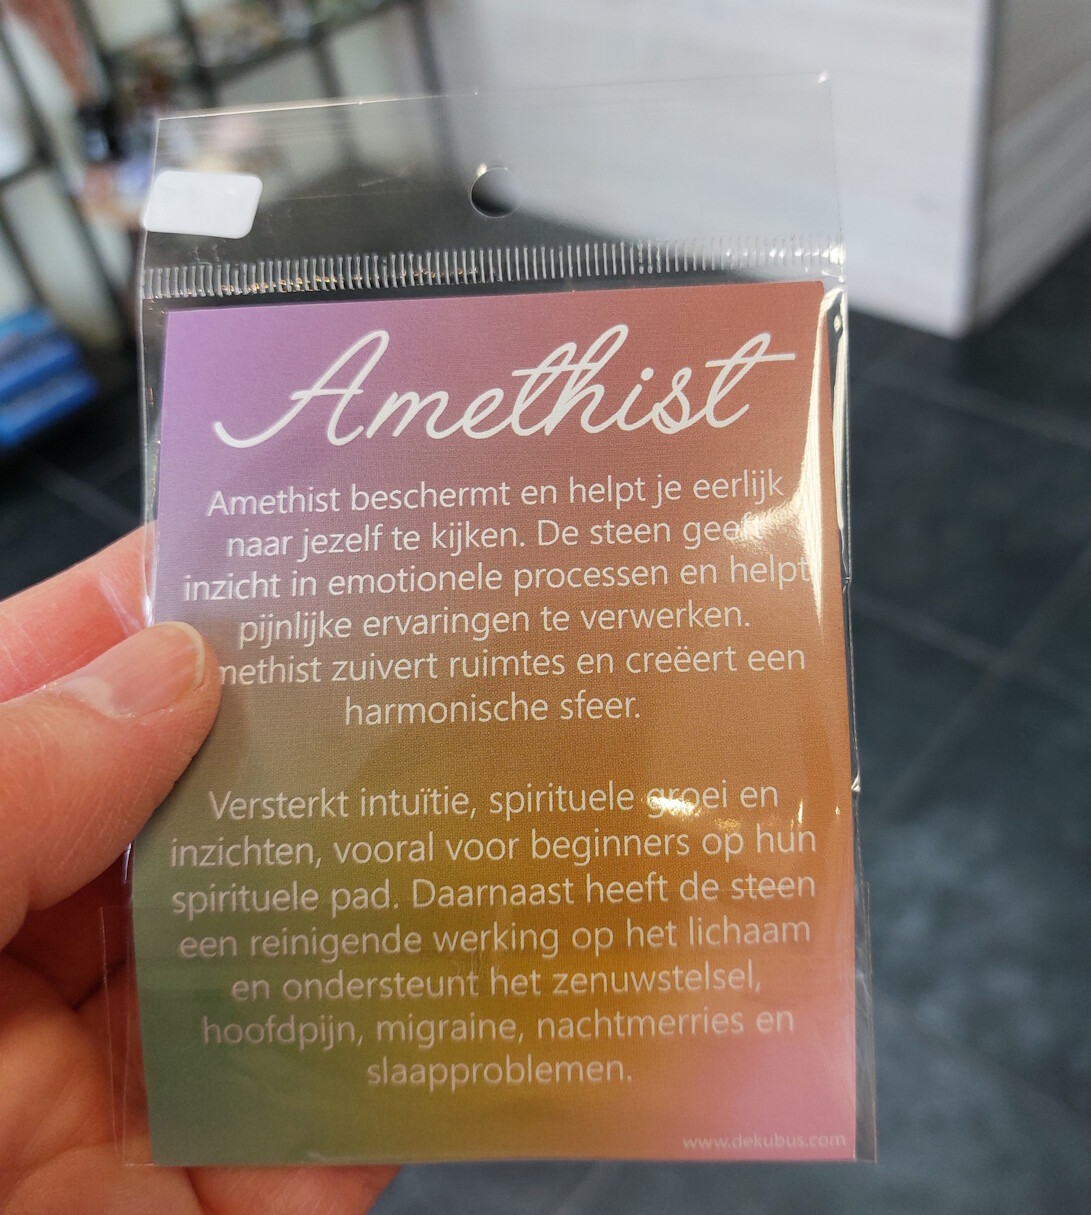 Amethist
Amethist beschermt en helpt je eerlijk
naar jezelf te kijken. De steen geeft
inzicht in emotionele processen en helpt
pijnlijke ervaringen te verwerken.
methist zuivert ruimtes en creëert een
harmonische sfeer.
Versterkt intuïtie, spirituele groei en
inzichten, vooral voor beginners op hun
spirituele pad. Daarnaast heeft de steen
een reinigende werking op het lichaam
en ondersteunt het zenuwstelsel,
hoofdpijn, migraine, nachtmerries en
slaapproblemen.
www.dekubus.com